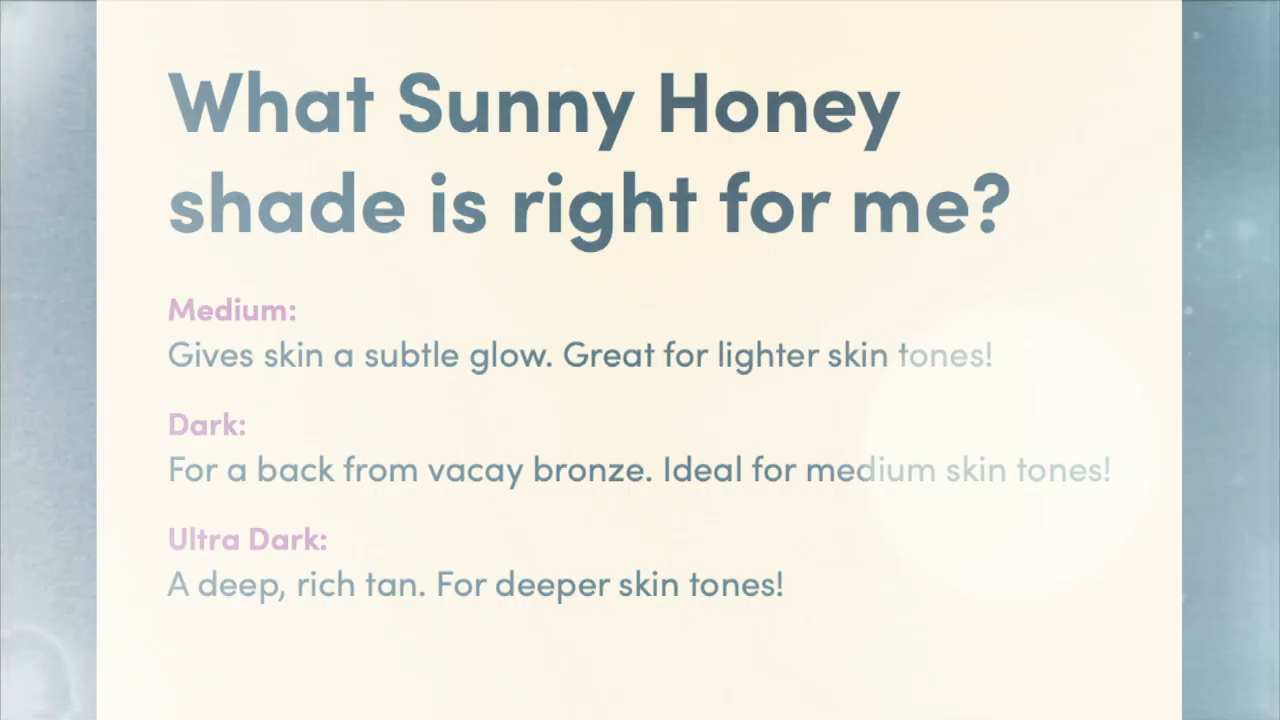 What Sunny Honey
shade is right for me?
Medium:
Gives skin a subtle glow. Great for lighter skin tones!
Dark:
For a back from vacay bronze. Ideal for medium skin tones!
Ultra Dark:
A deep, rich tan. For deeper skin tones!